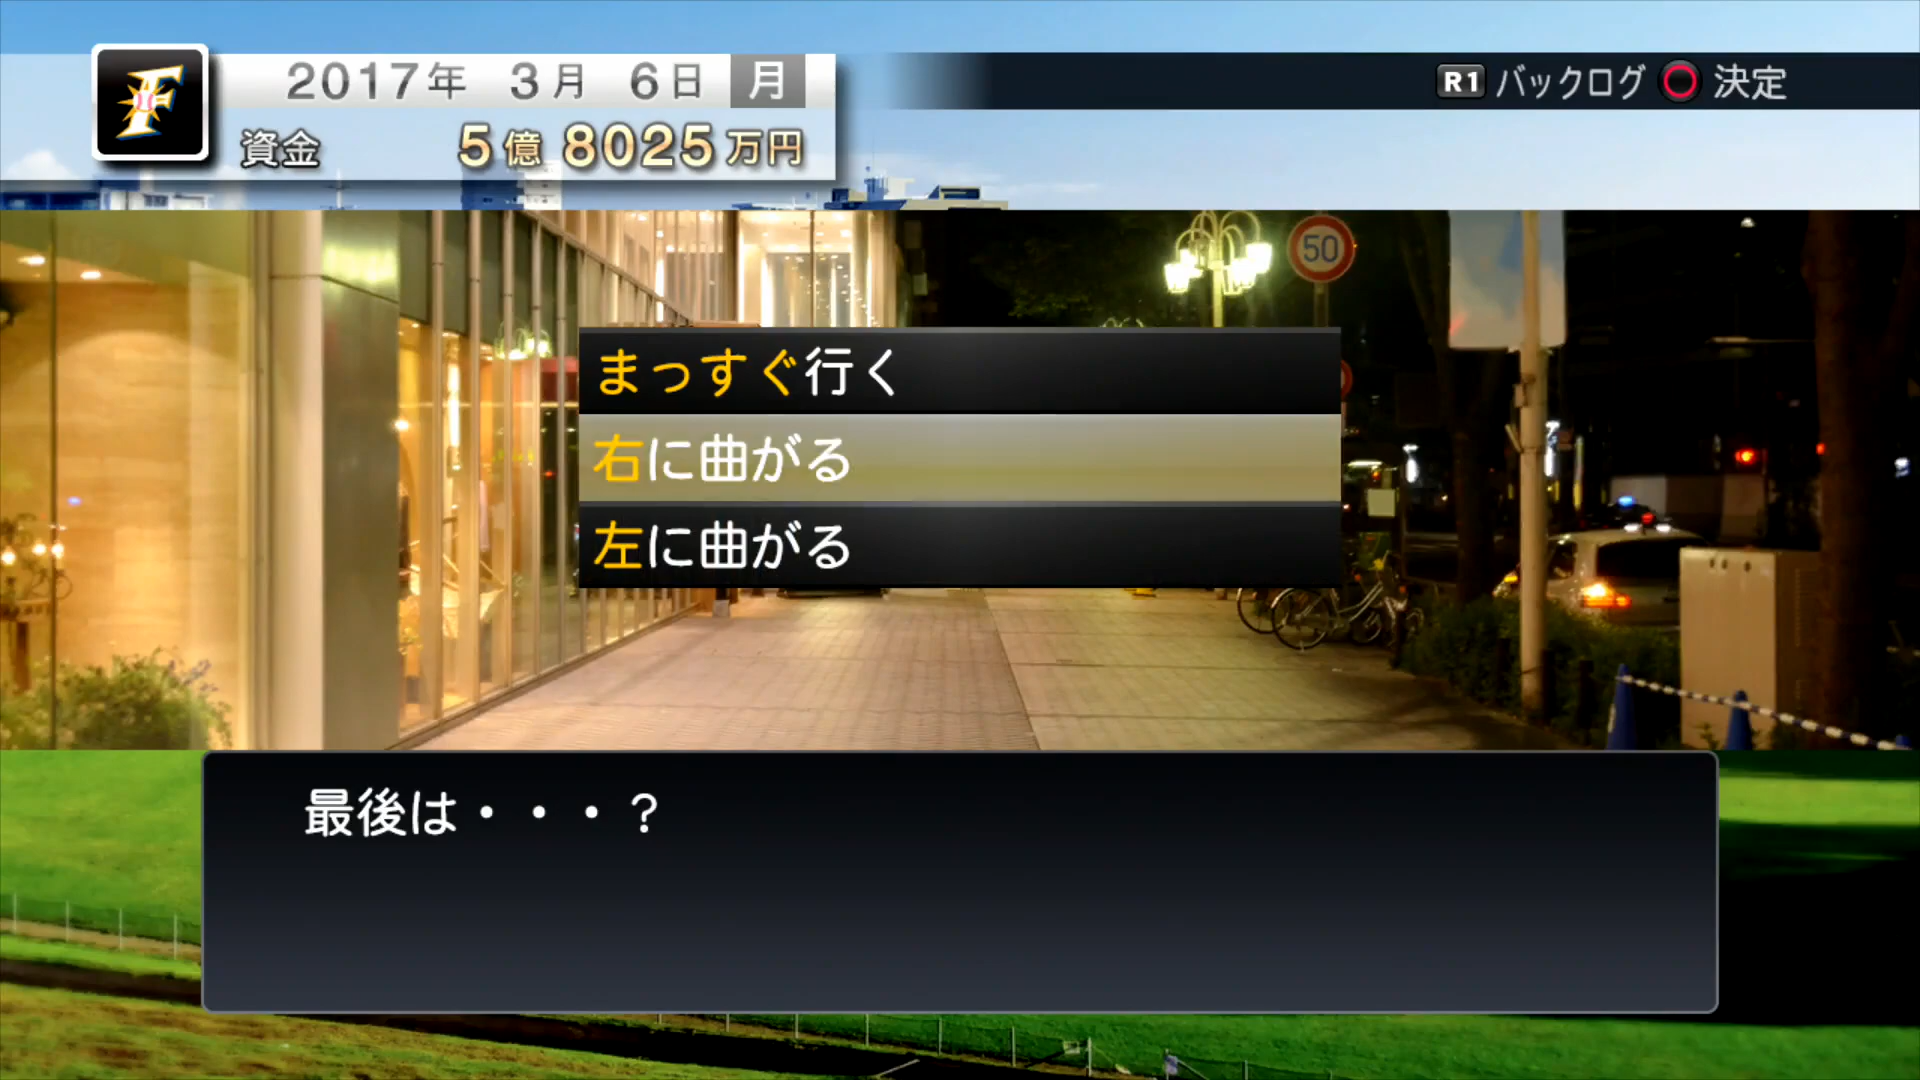 2017年 3月 6日 月
資金 5億8025万円
R1 バックログ 決定
F
50
まっすぐ行く
右に曲がる
左に曲がる
最後は・・・？